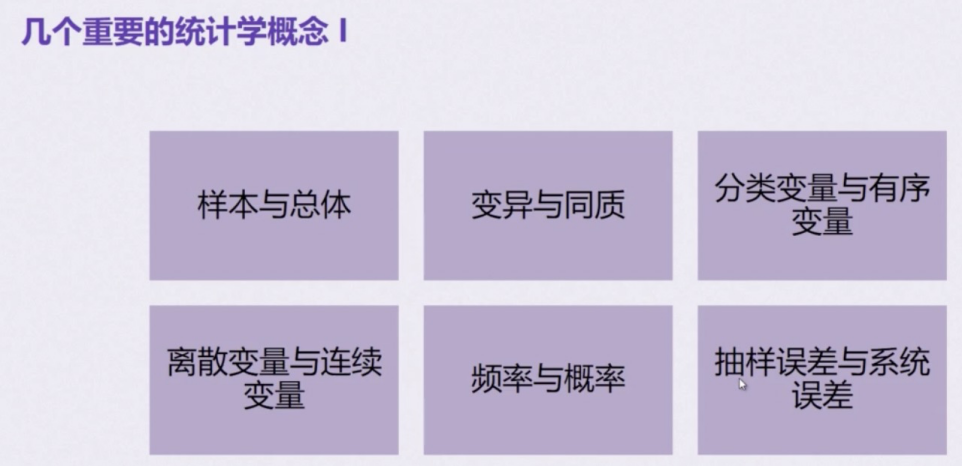 几个重要的统计学概念 I
样本与总体
变异与同质
分类变量与有序
变量
离散变量与连续
变量
频率与概率
抽样误差与系统
误差